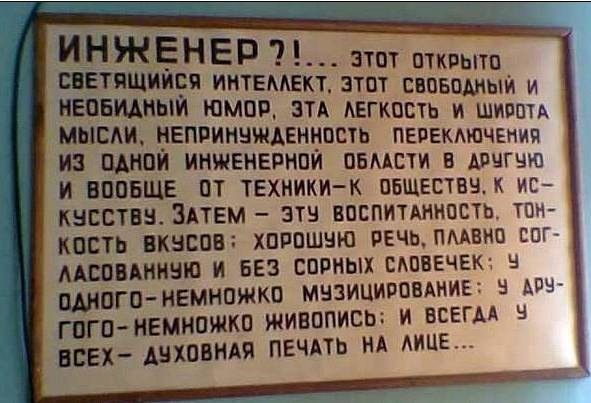 ИНЖЕНЕР?!... ЭТОТ ОТКРЫТО
СВЕТЯЩИЙСЯ ИНТЕЛЛЕКТ, ЭТОТ СВОБОДНЫЙ И
НЕОБИДНЫЙ ЮМОР, ЭТА ЛЕГКОСТЬ И ШИРОТА
МЫСЛИ, НЕПРИНУЖДЕННОСТЬ ПЕРЕКЛЮЧЕНИЯ
ИЗ ОДНОЙ ИНЖЕНЕРНОЙ ОБЛАСТИ В ДРУГУЮ
И ВООБЩЕ ОТ ТЕХНИКИ-К ОБЩЕСТВУ, К ИС-
КУССТВУ. ЗАТЕМ - ЭТУ ВОСПИТАННОСТЬ, ТОН-
КОСТЬ ВКУСОВ; ХОРОШУЮ РЕЧЬ, ПЛАВНО СОГ-
ЛАСОВАННУЮ И БЕЗ СОРНЫХ СЛОВЕЧЕК; У
ОДНОГО-НЕМНОЖКО МУЗИЦИРОВАНИЕ; У ДРУ-
ГОГО-НЕМНОЖКО ЖИВОПИСЬ; И ВСЕГДА У
ВСЕХ- ДУХОВНАЯ ПЕЧАТЬ НА ЛИЦЕ...